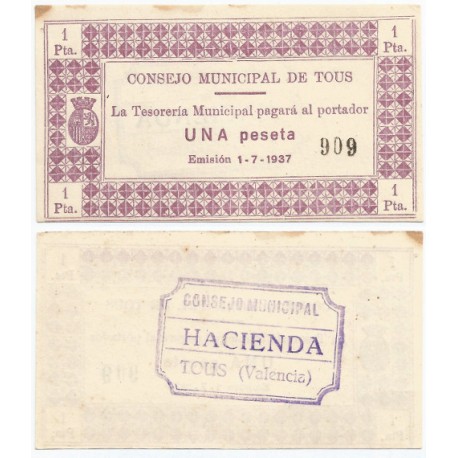 1 Pta.
1 Pta.
CONSEJO MUNICIPAL DE TOUS
La Tesorería Municipal pagará al portador
UNA peseta
909
Emisión 1-7-1937
1 Pta.
1 Pta.
CONSEJO MUNICIPAL
HACIENDA
TOUS (Valencia)